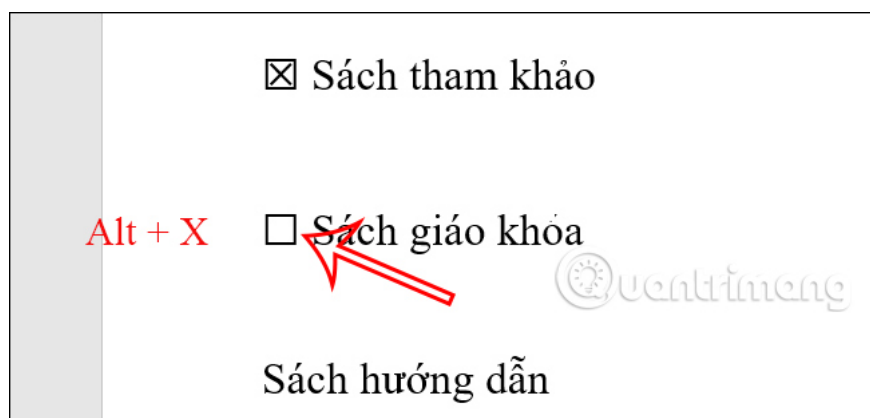 ☒ Sách tham khảo
Alt + X ☐ Sách giáo khỏa
Quantrimang
Sách hướng dẫn